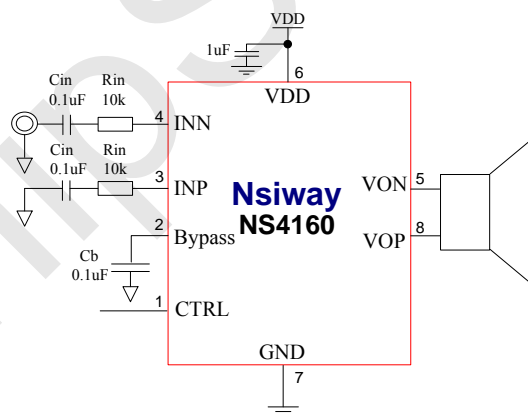 VDD
1uF
6
VDD
Cin
0.1uF
Rin
10k
4
INN
Cin
0.1uF
Rin
10k
3
INP
Nsiway
NS4160
VON
5
2
Bypass
VOP
8
Cb
0.1uF
1
CTRL
GND
7